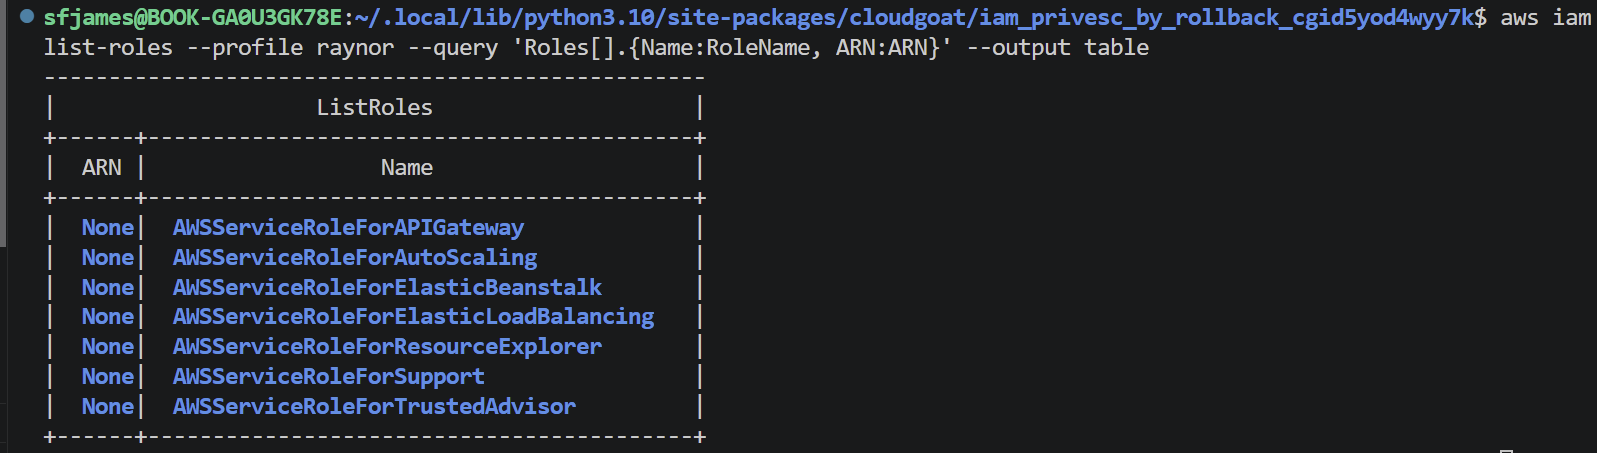 sfjames@BOOK-GA0U3GK78E:~/.local/lib/python3.10/site-packages/cloudgoat/iam_privesc_by_rollback_cgid5yod4wyy7k$ aws iam
list-roles --profile raynor --query 'Roles[].{Name:RoleName, ARN:ARN}' --output table
--------------------------------------------------
|                    ListRoles                   |
+------+-----------------------------------------+
|  ARN |                  Name                   |
+------+-----------------------------------------+
|  None|  AWSServiceRoleForAPIGateway            |
|  None|  AWSServiceRoleForAutoScaling           |
|  None|  AWSServiceRoleForElasticBeanstalk      |
|  None|  AWSServiceRoleForElasticLoadBalancing  |
|  None|  AWSServiceRoleForResourceExplorer      |
|  None|  AWSServiceRoleForSupport               |
|  None|  AWSServiceRoleForTrustedAdvisor        |
+------+-----------------------------------------+